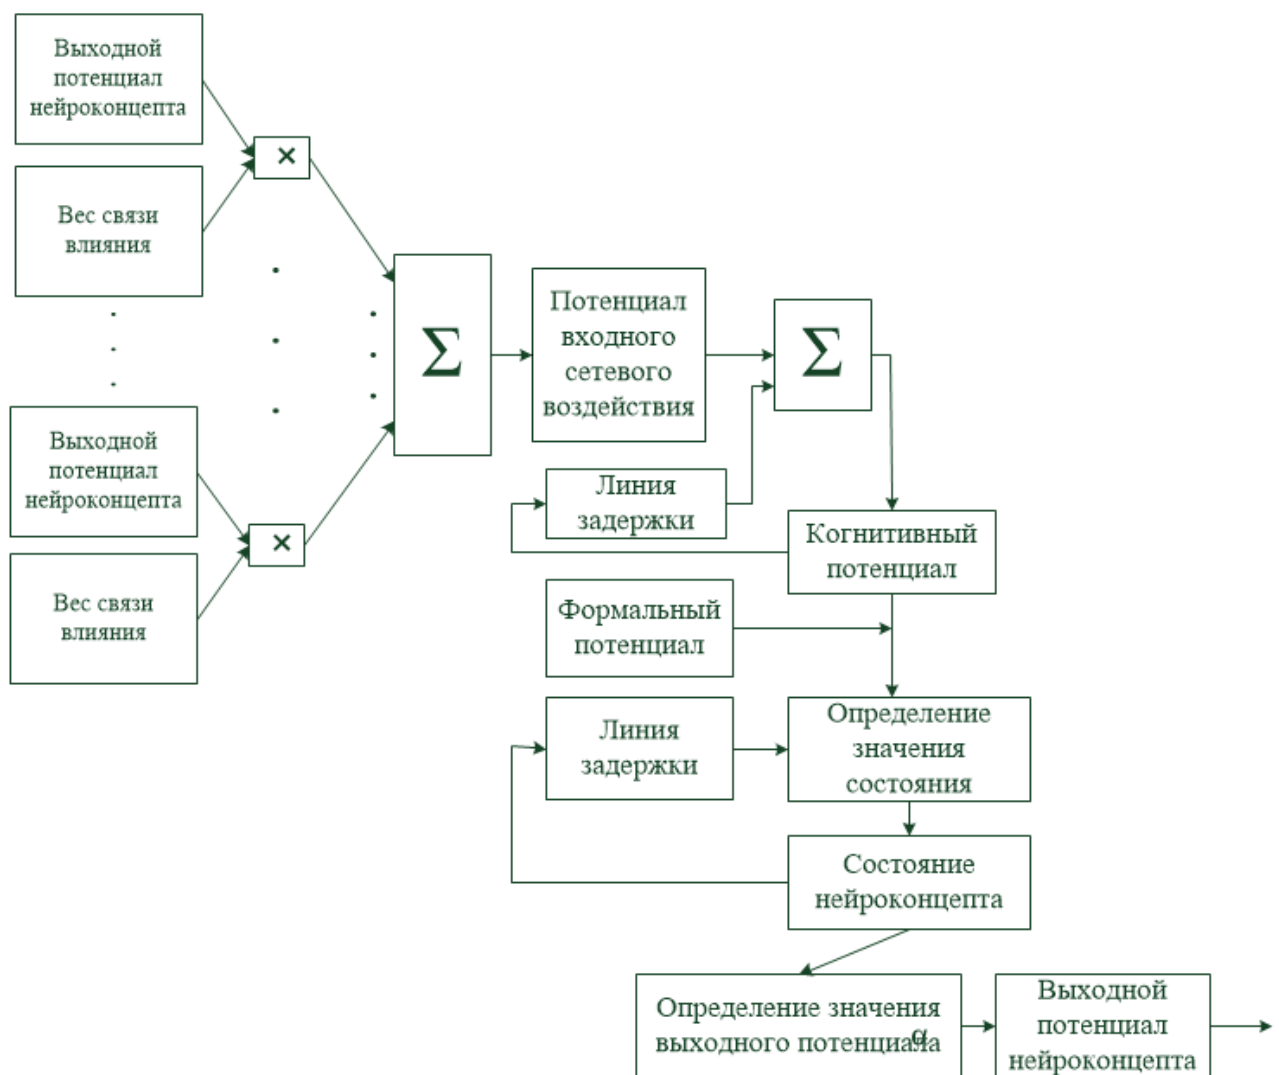 Выходной
потенциал
нейроконцепта
×
Вес связи
влияния
Σ
Потенциал
входного
сетевого
воздействия
Σ
Выходной
потенциал
нейроконцепта
×
Вес связи
влияния
Линия
задержки
Когнитивный
потенциал
Формальный
потенциал
Линия
задержки
Определение
значения
состояния
Состояние
нейроконцепта
Определение значения
выходного потенциала
α
Выходной
потенциал
нейроконцепта